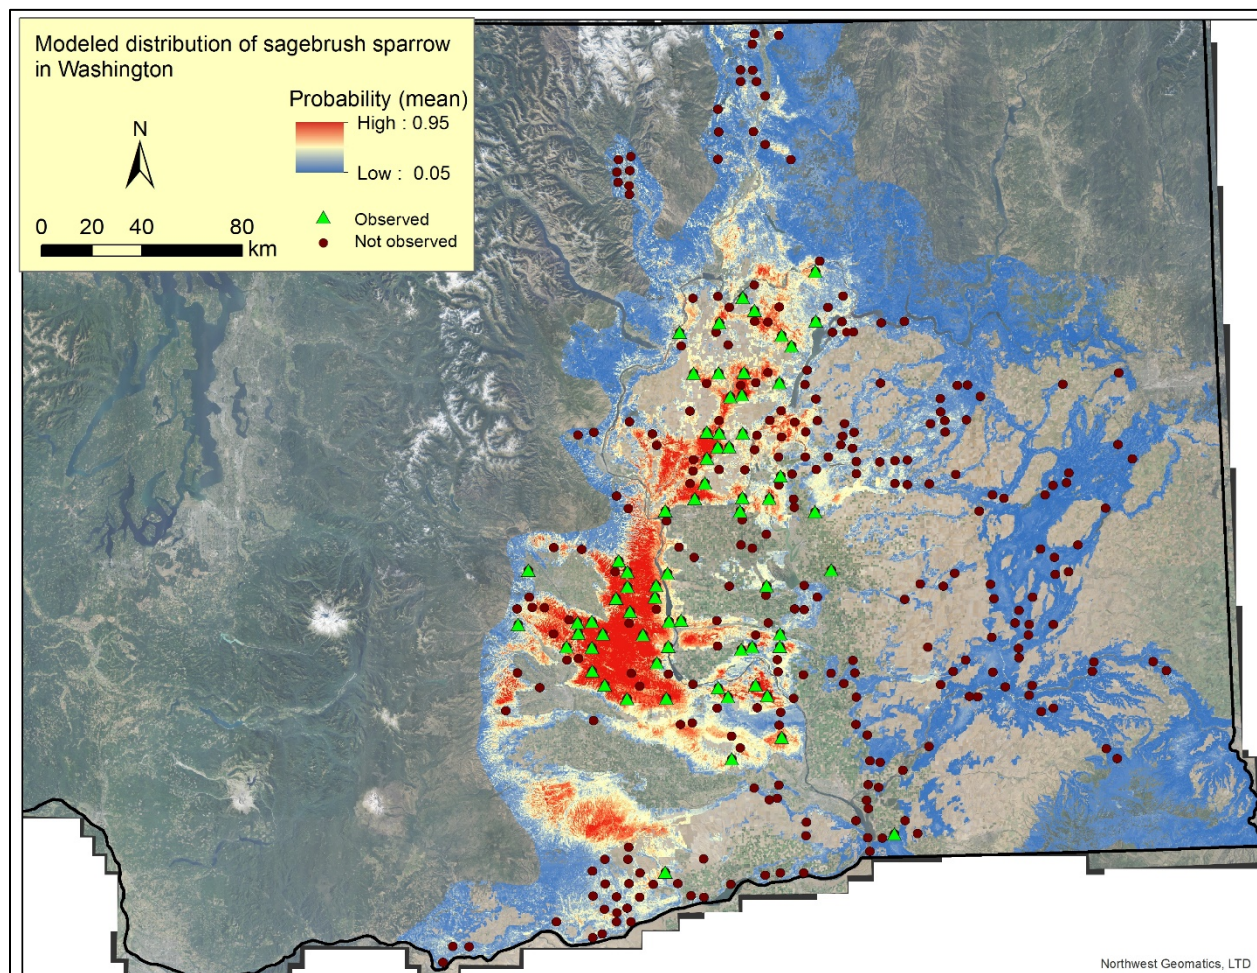 Modeled distribution of sagebrush sparrow
in Washington
N
Probability (mean)
High : 0.95
Low : 0.05
0 20 40 80
km
Observed
Not observed
Northwest Geomatics, LTD